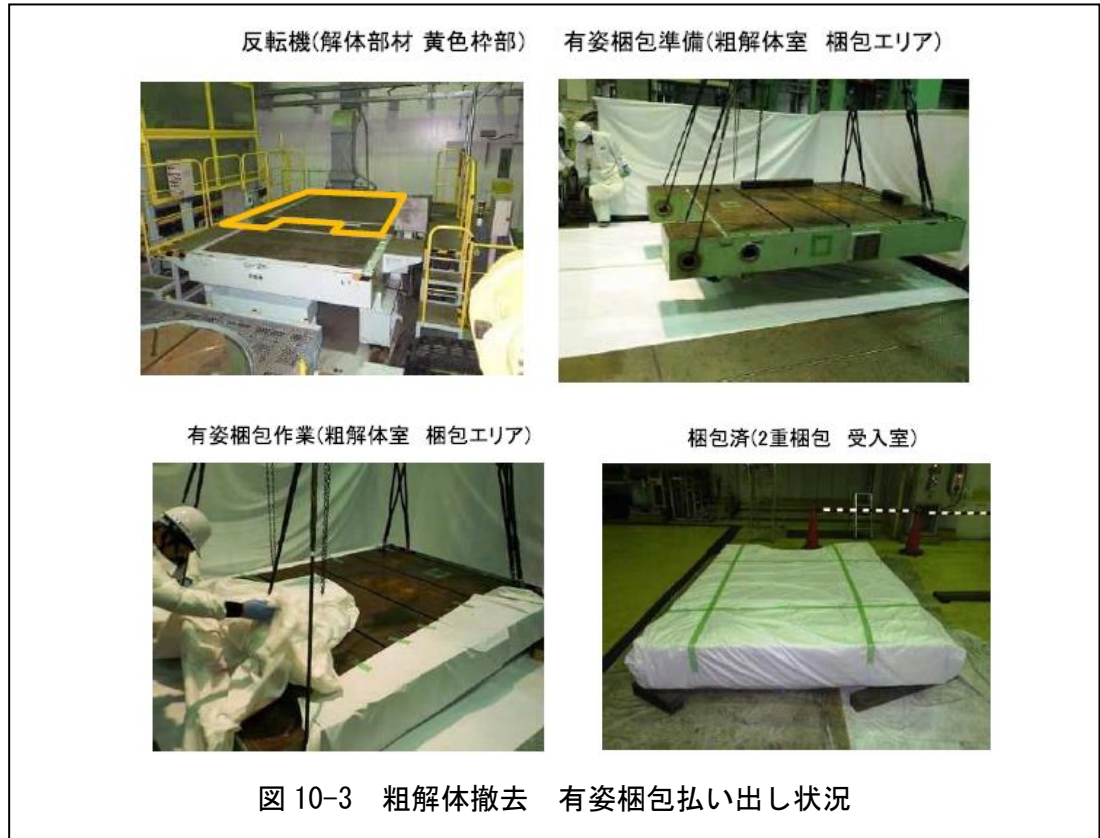 反転機(解体部材 黄色枠部)
有姿梱包準備(粗解体室 梱包エリア)
有姿梱包作業(粗解体室 梱包エリア)
梱包済(2重梱包 受入室)
図 10-3 粗解体撤去 有姿梱包払い出し状況